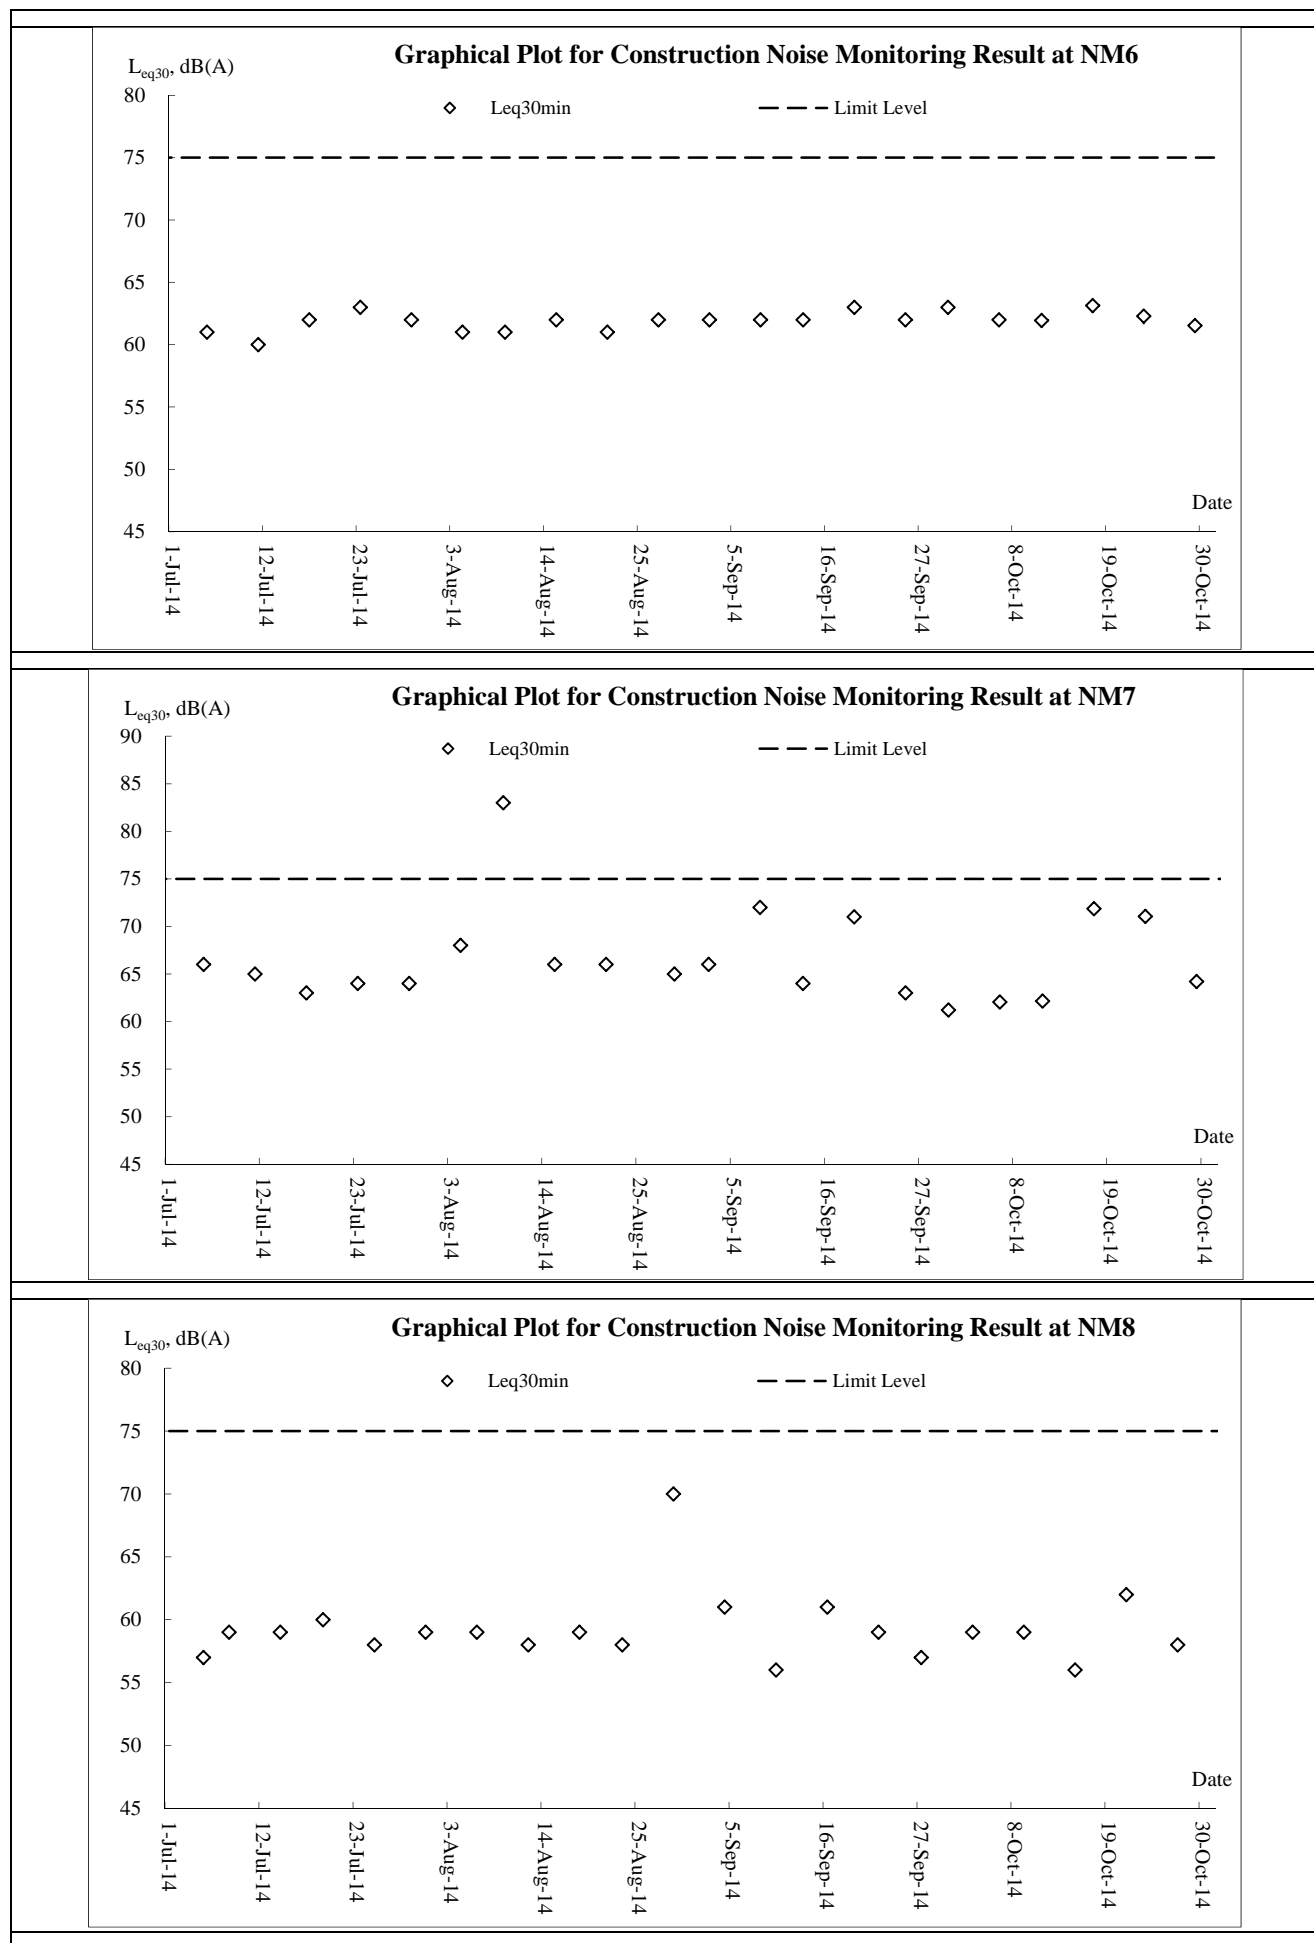 Graphical Plot for Construction Noise Monitoring Result at NM6
Leq30, dB(A)
Leq30min Limit Level
80
75
70
65
60
55
50
45
Date
1-Jul-14 12-Jul-14 23-Jul-14 3-Aug-14 14-Aug-14 25-Aug-14 5-Sep-14 16-Sep-14 27-Sep-14 8-Oct-14 19-Oct-14 30-Oct-14
Graphical Plot for Construction Noise Monitoring Result at NM7
Leq30, dB(A)
Leq30min Limit Level
90
85
80
75
70
65
60
55
50
45
Date
1-Jul-14 12-Jul-14 23-Jul-14 3-Aug-14 14-Aug-14 25-Aug-14 5-Sep-14 16-Sep-14 27-Sep-14 8-Oct-14 19-Oct-14 30-Oct-14
Graphical Plot for Construction Noise Monitoring Result at NM8
Leq30, dB(A)
Leq30min Limit Level
80
75
70
65
60
55
50
45
Date
1-Jul-14 12-Jul-14 23-Jul-14 3-Aug-14 14-Aug-14 25-Aug-14 5-Sep-14 16-Sep-14 27-Sep-14 8-Oct-14 19-Oct-14 30-Oct-14